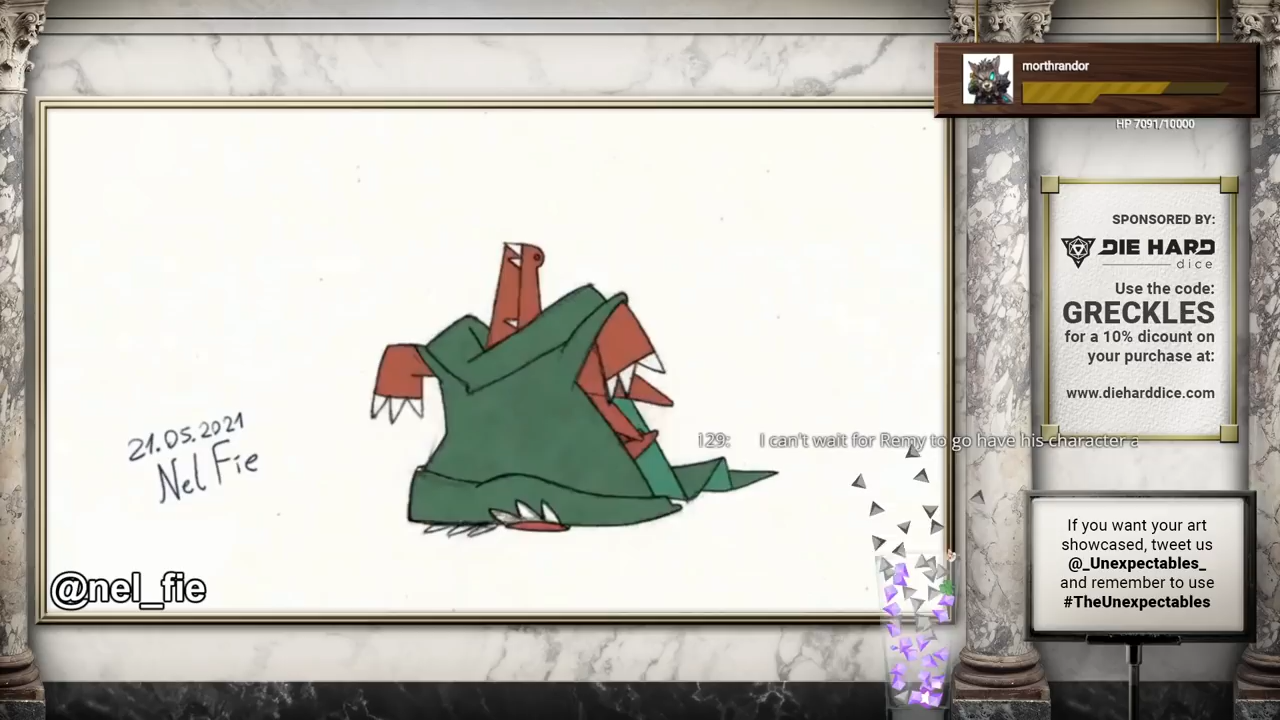 morthrandor
HP 7091/10000
SPONSORED BY:
DIE HARD
dice
Use the code:
GRECKLES
for a 10% dicount on
your purchase at:
www.dieharddice.com
21.05.2021
Nel Fie
129: I can't wait for Remy to go have his character a
If you want your art
showcased, tweet us
@_Unexpectables_
and remember to use
#TheUnexpectables
@nel_fie